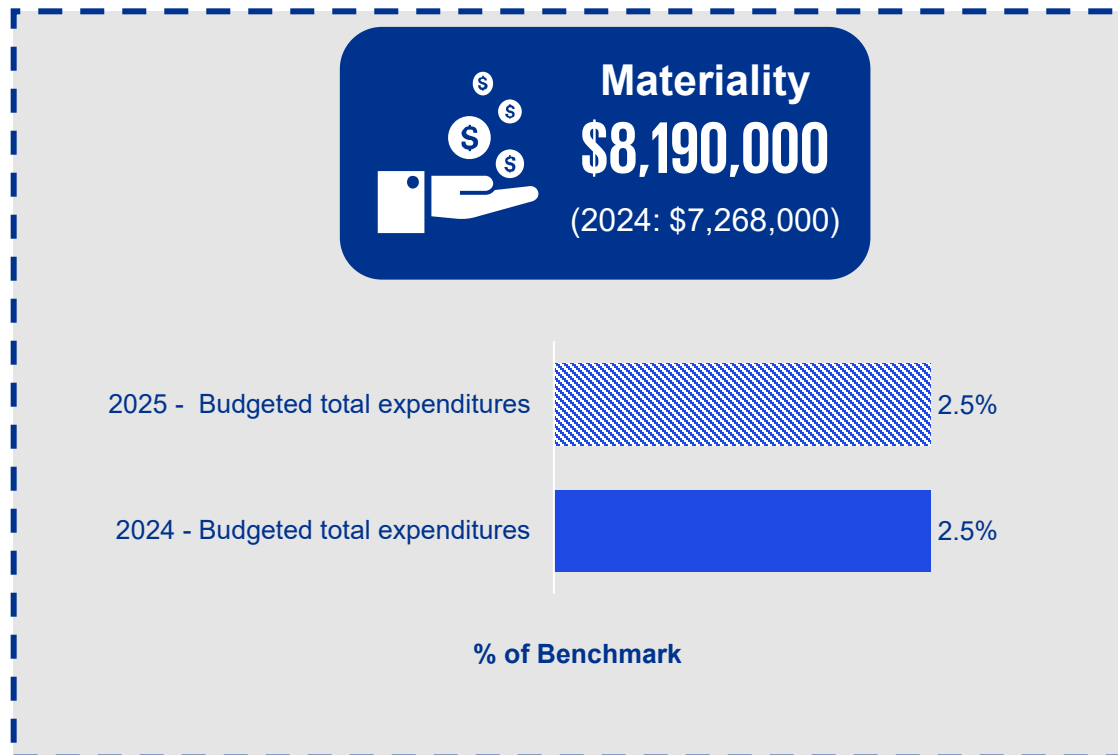 $
$
$
$
Materiality
$8,190,000
(2024: $7,268,000)
2025 -  Budgeted total expenditures
2.5%
2024 - Budgeted total expenditures
2.5%
% of Benchmark